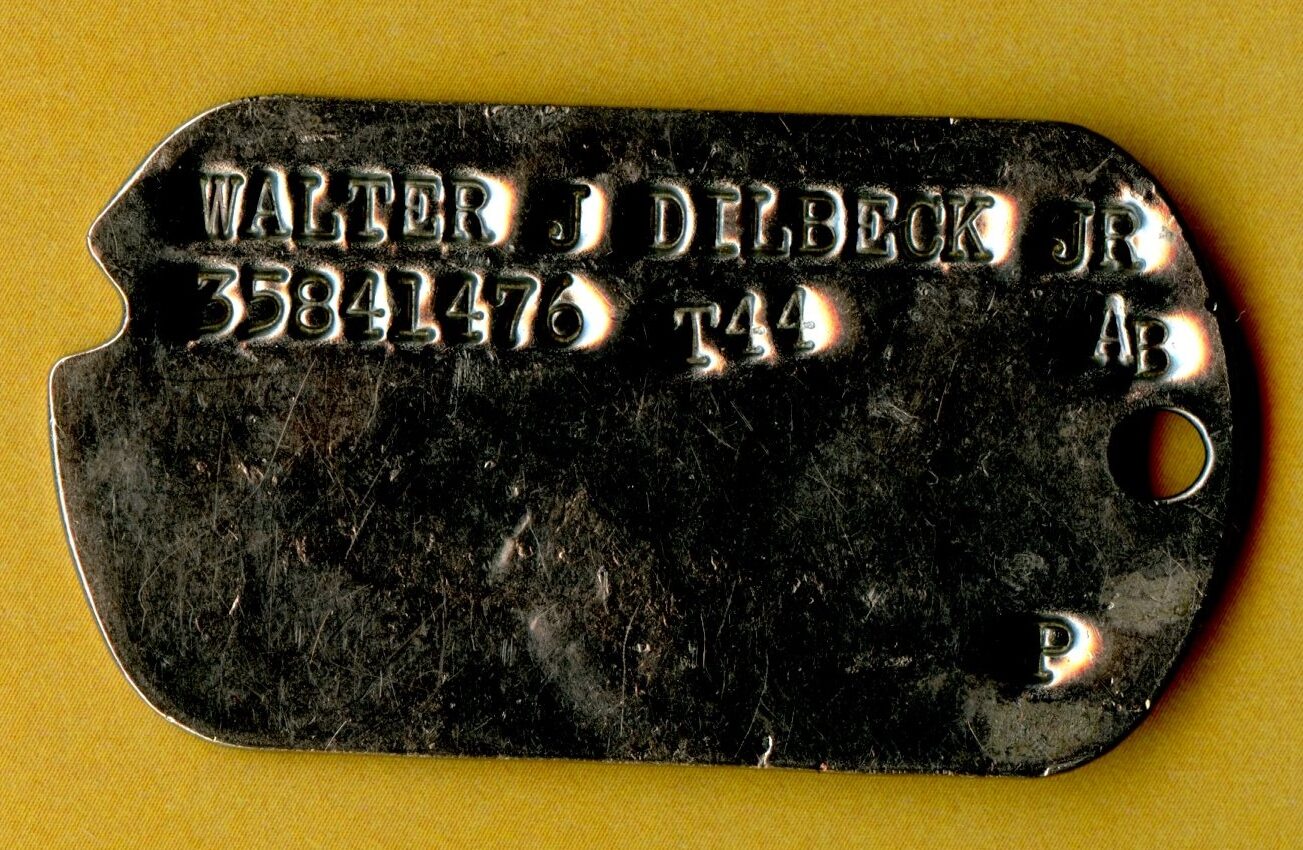 WALTER J DILBECK JR
35841476 T44 AB
P